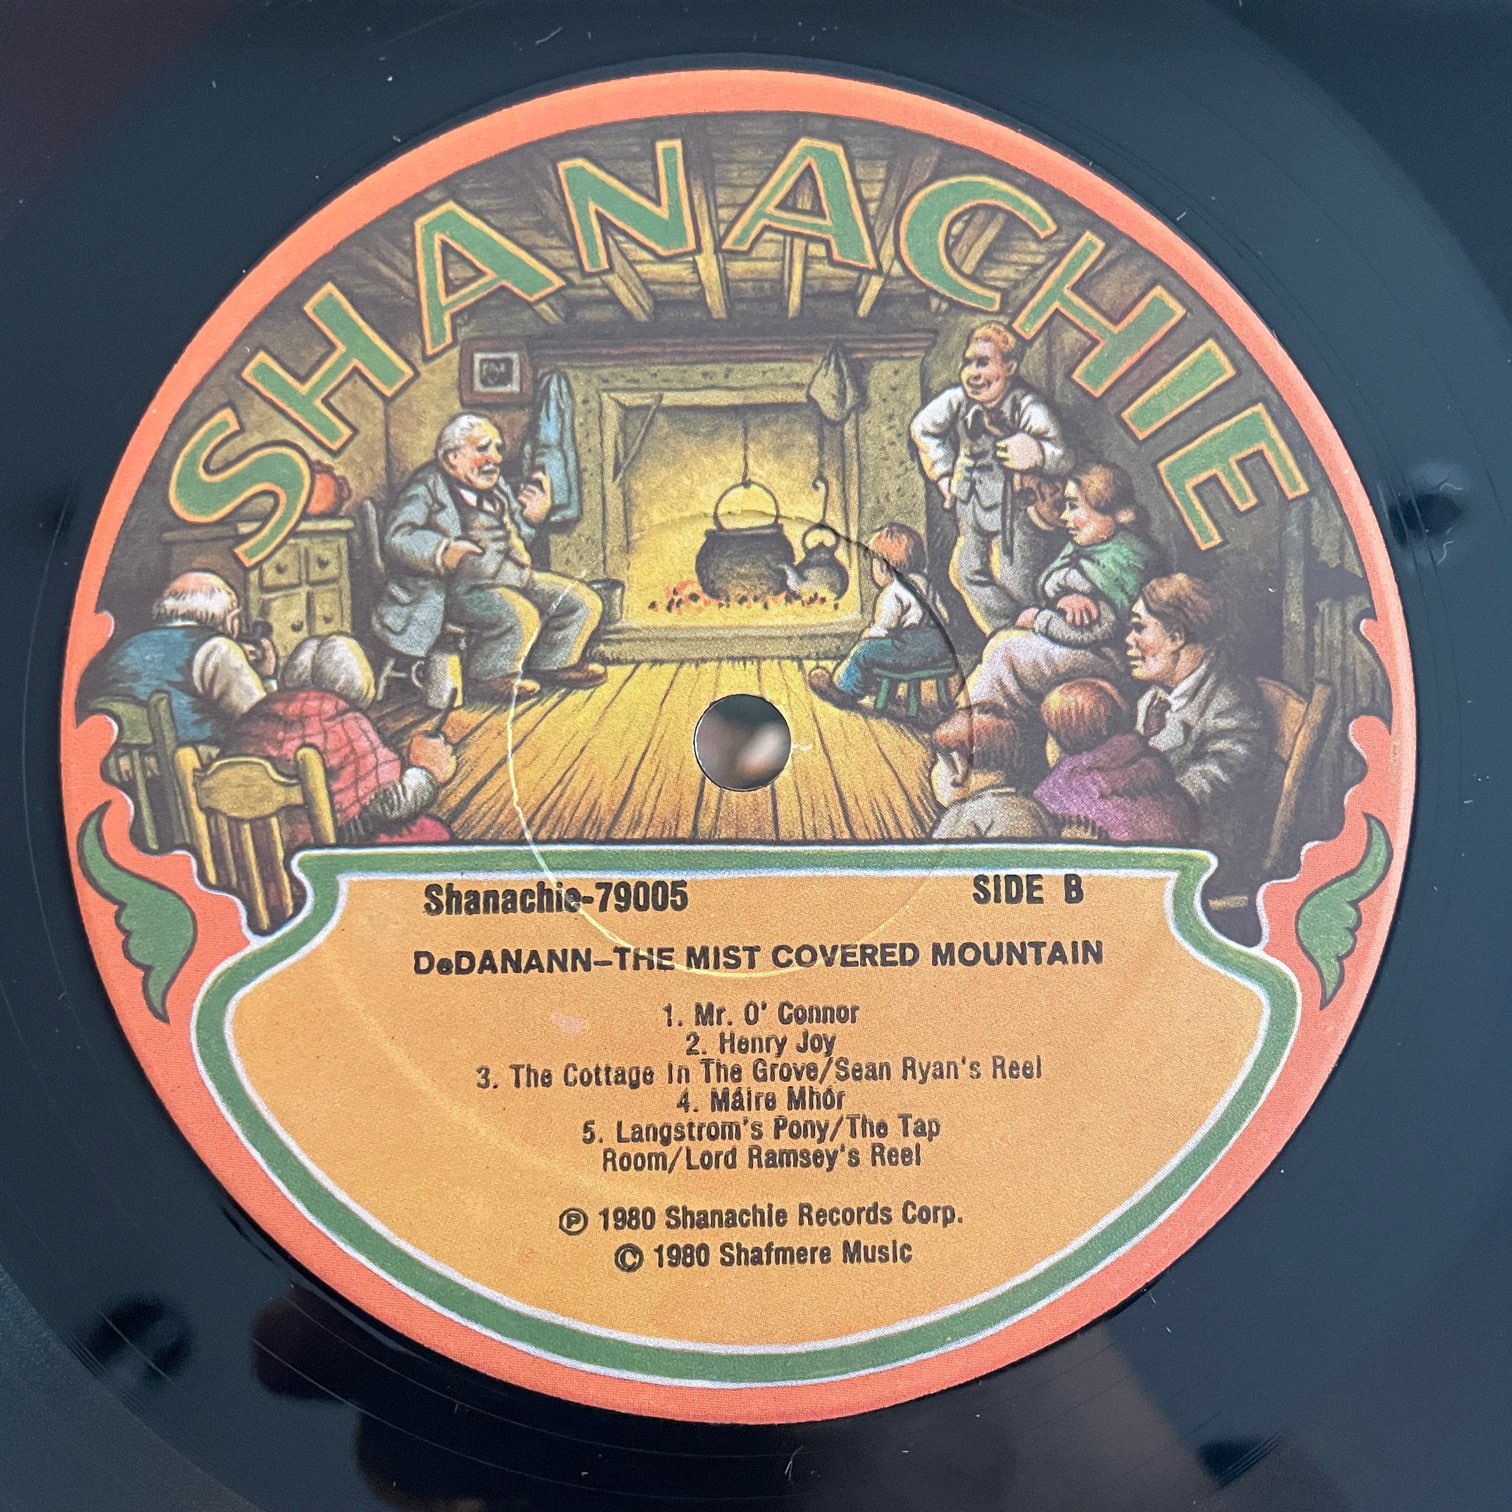 SHANACHIE
Shanachie-79005 SIDE B
DeDANANN—THE MIST COVERED MOUNTAIN
1. Mr. O' Connor
2. Henry Joy
3. The Cottage In The Grove/Sean Ryan's Reel
4. Máire Mhór
5. Langstrom's Pony/The Tap
Room/Lord Ramsey's Reel
Ⓟ 1980 Shanachie Records Corp.
© 1980 Shafmere Music